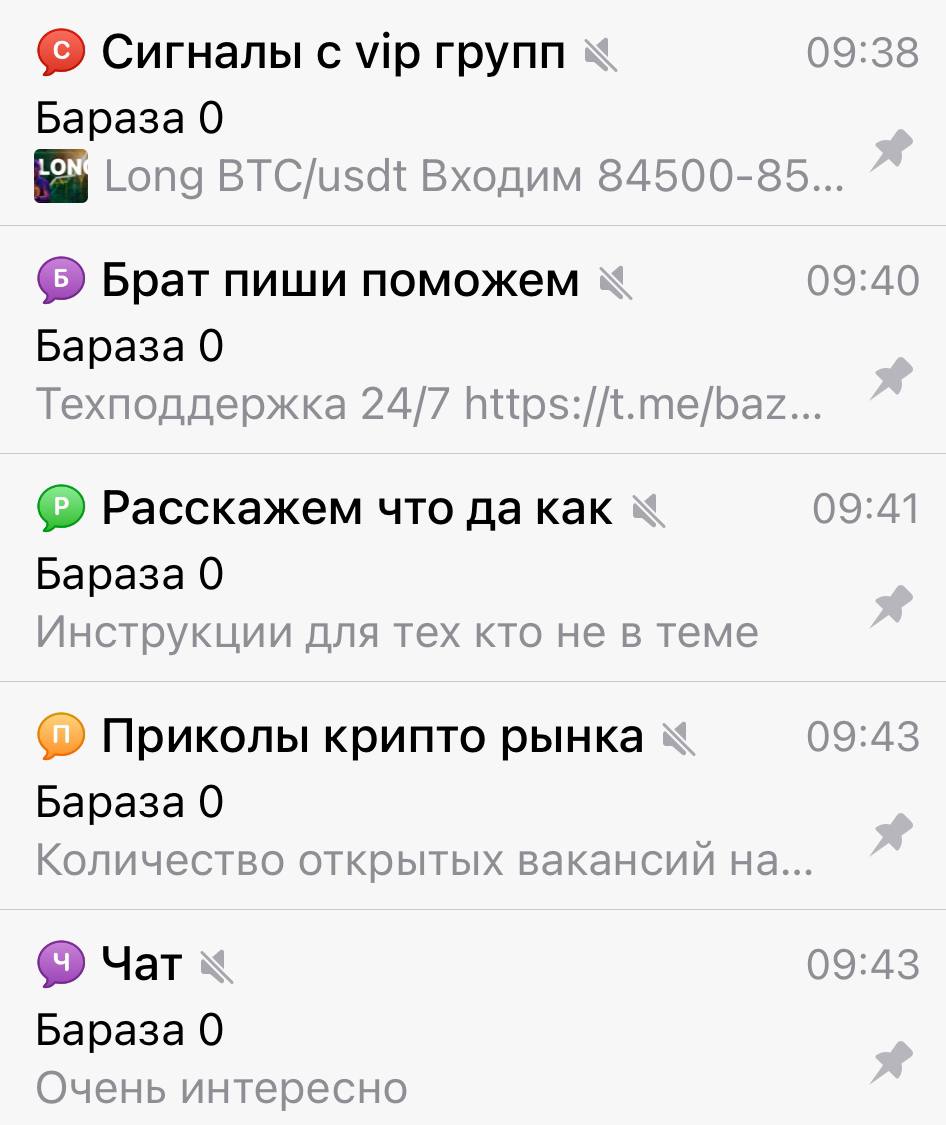 С Сигналы с vip групп 09:38
Бараза 0
LONG Long BTC/usdt Входим 84500-85...
Б Брат пиши поможем 09:40
Бараза 0
Техподдержка 24/7 https://t.me/baz...
Р Расскажем что да как 09:41
Бараза 0
Инструкции для тех кто не в теме
П Приколы крипто рынка 09:43
Бараза 0
Количество открытых вакансий на...
Ч Чат 09:43
Бараза 0
Очень интересно